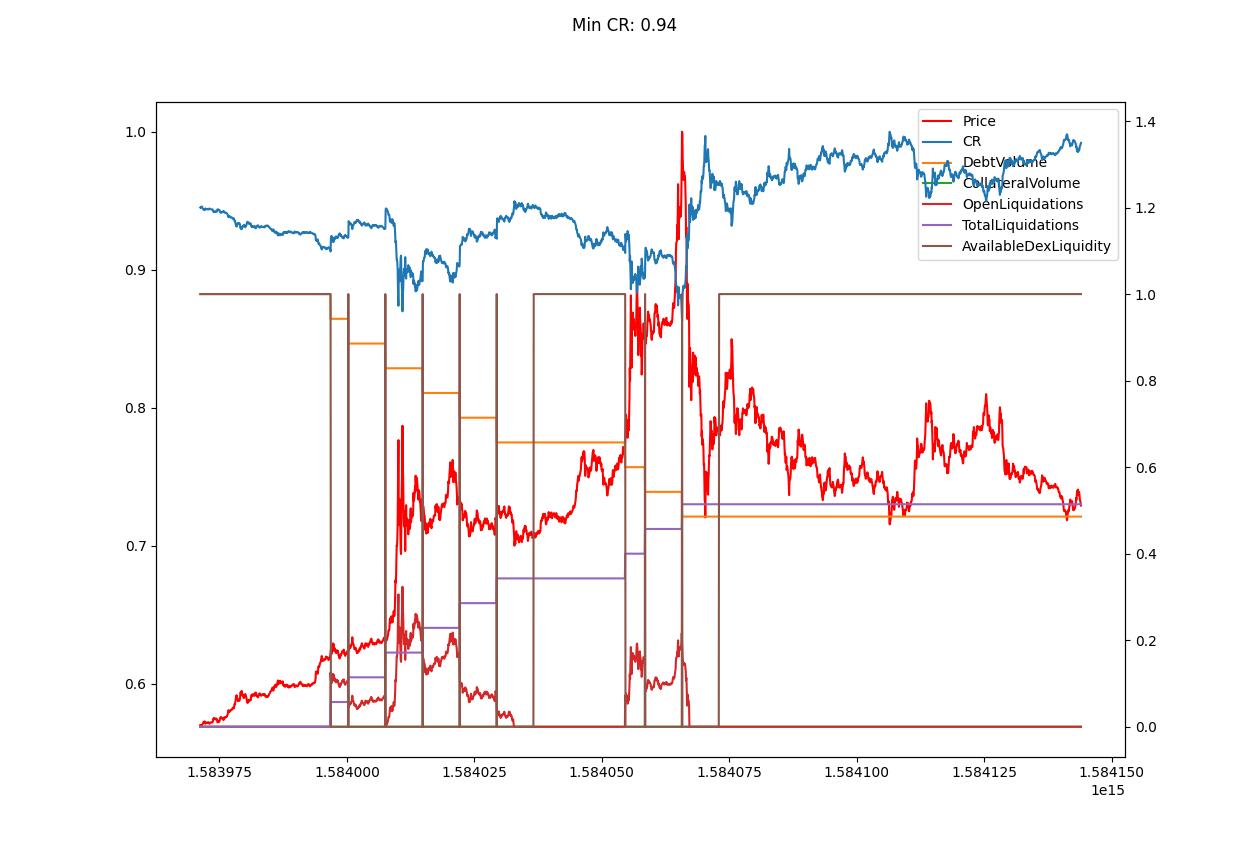 Min CR: 0.94
1.0
0.9
0.8
0.7
0.6
1.4
1.2
1.0
0.8
0.6
0.4
0.2
0.0
Price
CR
DebtVolume
CollateralVolume
OpenLiquidations
TotalLiquidations
AvailableDexLiquidity
1.583975
1.584000
1.584025
1.584050
1.584075
1.584100
1.584125
1.584150
1e15